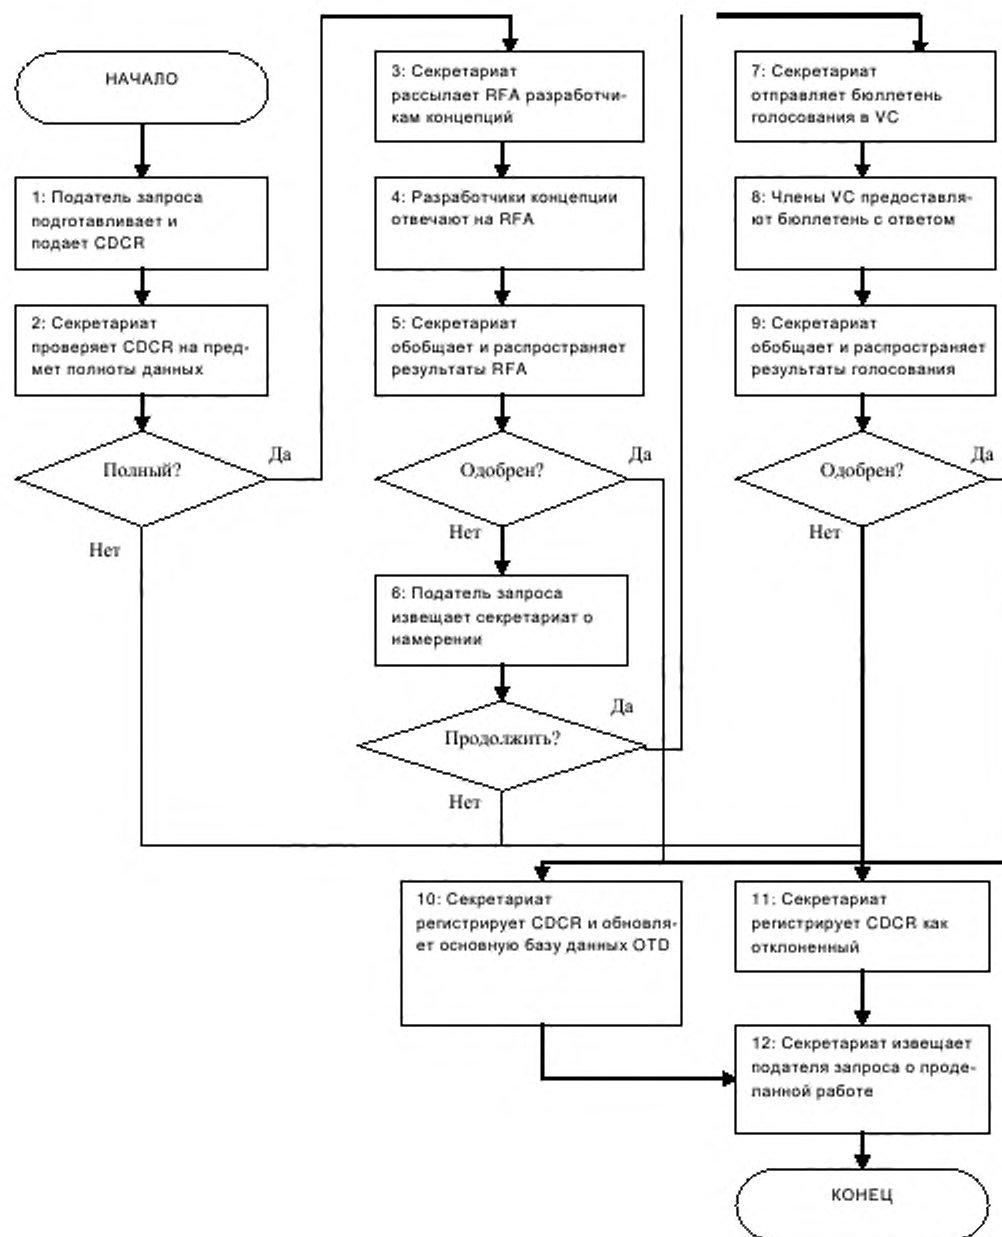 НАЧАЛО
1: Податель запроса
подготавливает и
подает CDCR
2: Секретариат
проверяет CDCR на пред-
мет полноты данных
Полный?
Да
Нет
3: Секретариат
рассылает RFA разработчи-
кам концепций
4: Разработчики концепции
отвечают на RFA
5: Секретариат
обобщает и распространяет
результаты RFA
Одобрен?
Да
Нет
6: Податель запроса
извещает секретариат о
намерении
Продолжить?
Да
Нет
7: Секретариат
отправляет бюллетень
голосования в VC
8: Члены VC предоставля-
ют бюллетень с ответом
9: Секретариат
обобщает и распространяет
результаты голосования
Одобрен?
Да
Нет
10: Секретариат
регистрирует CDCR и обновля-
ет основную базу данных OTD
11: Секретариат
регистрирует CDCR как
отклоненный
12: Секретариат извещает
подателя запроса о проде-
ланной работе
КОНЕЦ